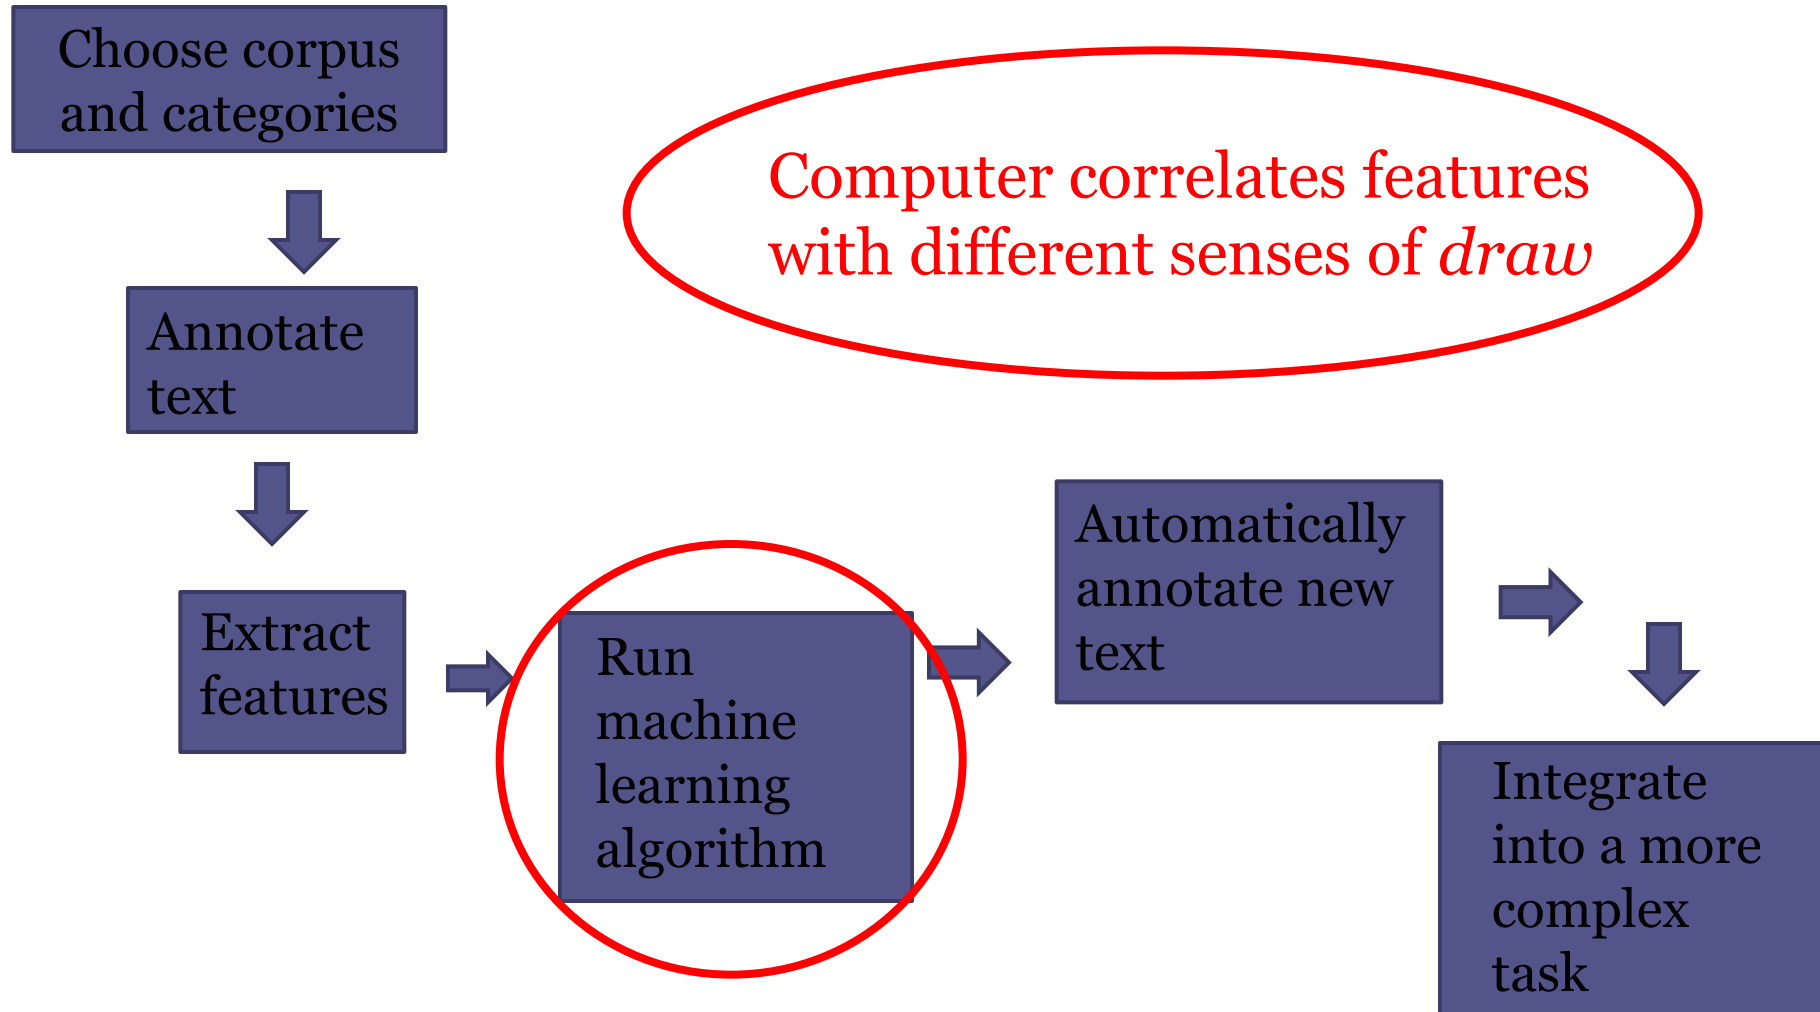 Choose corpus
and categories
Computer correlates features
with different senses of draw
Annotate
text
Extract
features
Run
machine
learning
algorithm
Automatically
annotate new
text
Integrate
into a more
complex
task